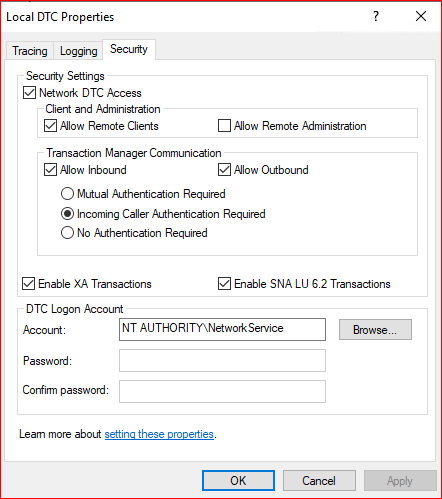 Local DTC Properties
Tracing Logging Security
Security Settings
Network DTC Access
Client and Administration
Allow Remote Clients Allow Remote Administration
Transaction Manager Communication
Allow Inbound Allow Outbound
Mutual Authentication Required
Incoming Caller Authentication Required
No Authentication Required
Enable XA Transactions Enable SNA LU 6.2 Transactions
DTC Logon Account
Account: NT AUTHORITY\NetworkService Browse...
Password:
Confirm password:
Learn more about setting these properties.
OK Cancel Apply